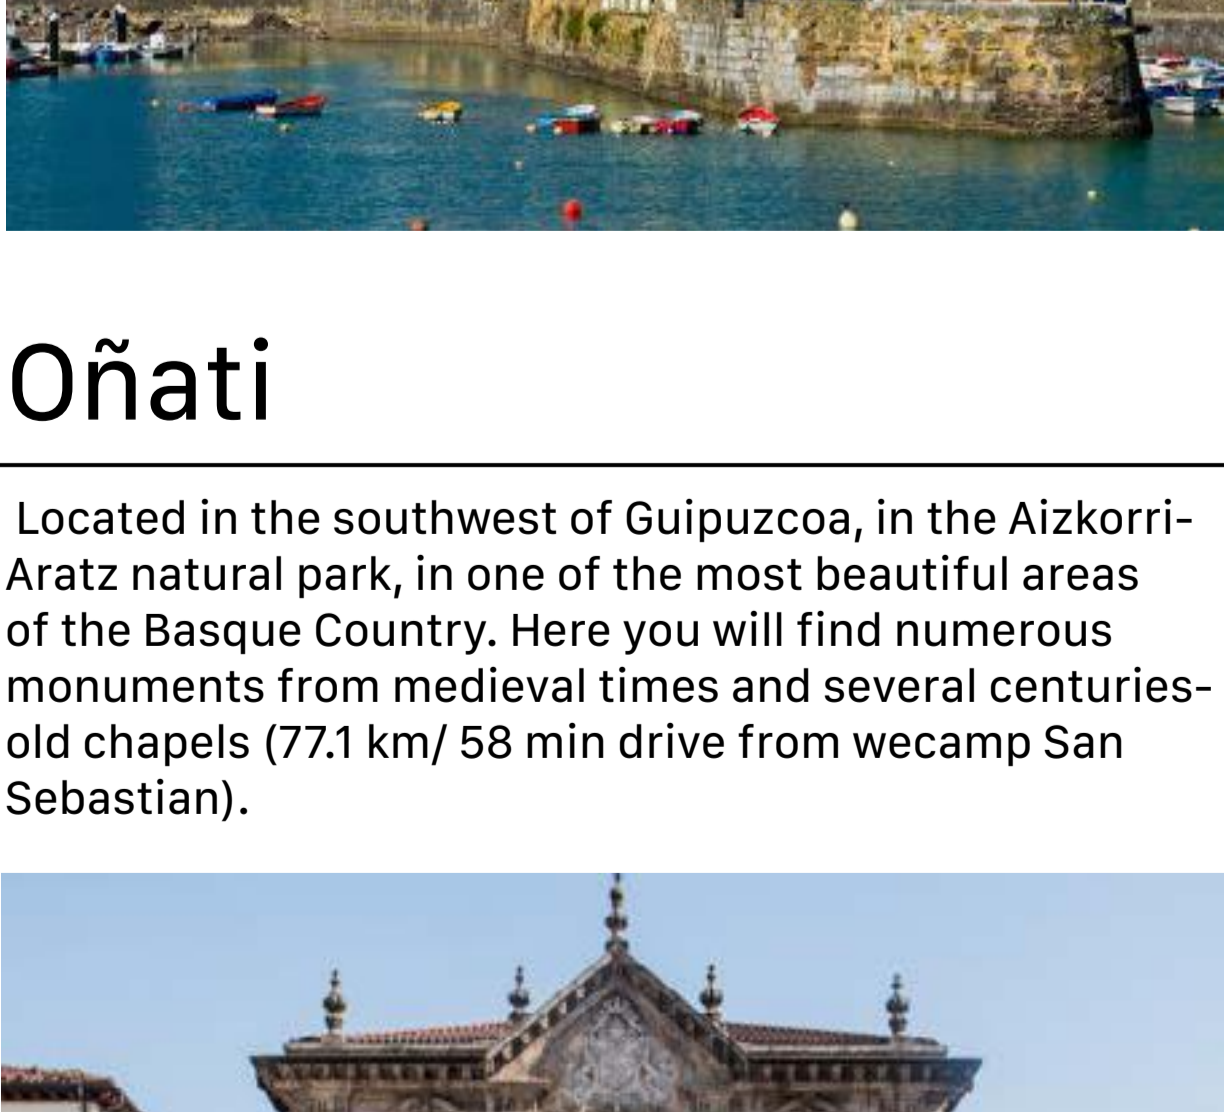 Oñati
Located in the southwest of Guipuzcoa, in the Aizkorri-
Aratz natural park, in one of the most beautiful areas
of the Basque Country. Here you will find numerous
monuments from medieval times and several centuries-
old chapels (77.1 km/ 58 min drive from wecamp San
Sebastian).